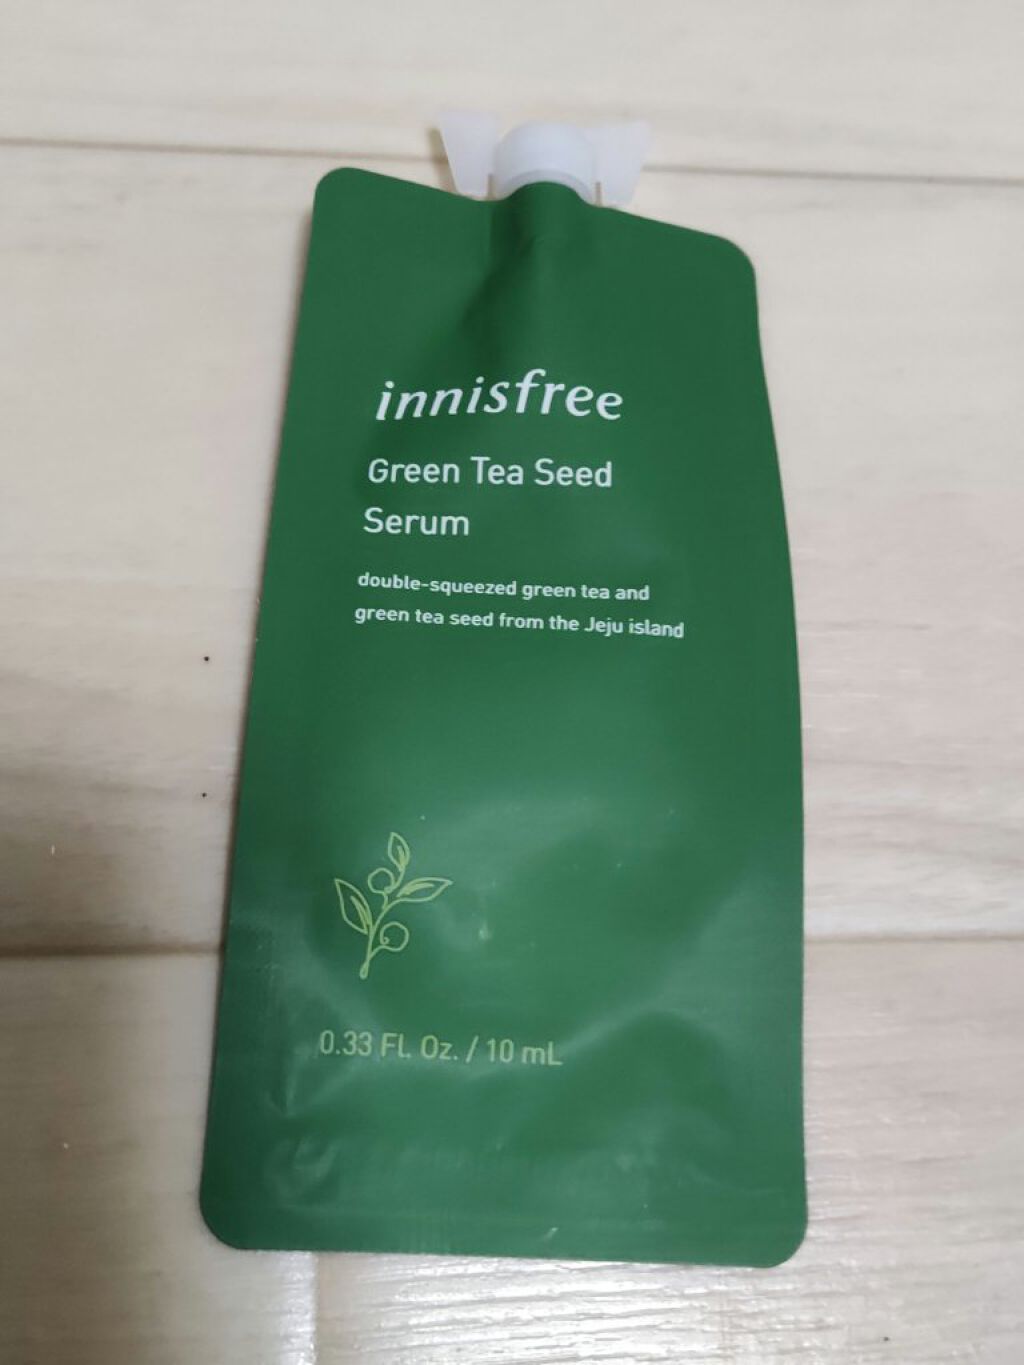 innisfree
Green Tea Seed
Serum
double-squeezed green tea and
green tea seed from the Jeju island
0.33 Fl. Oz. / 10 mL